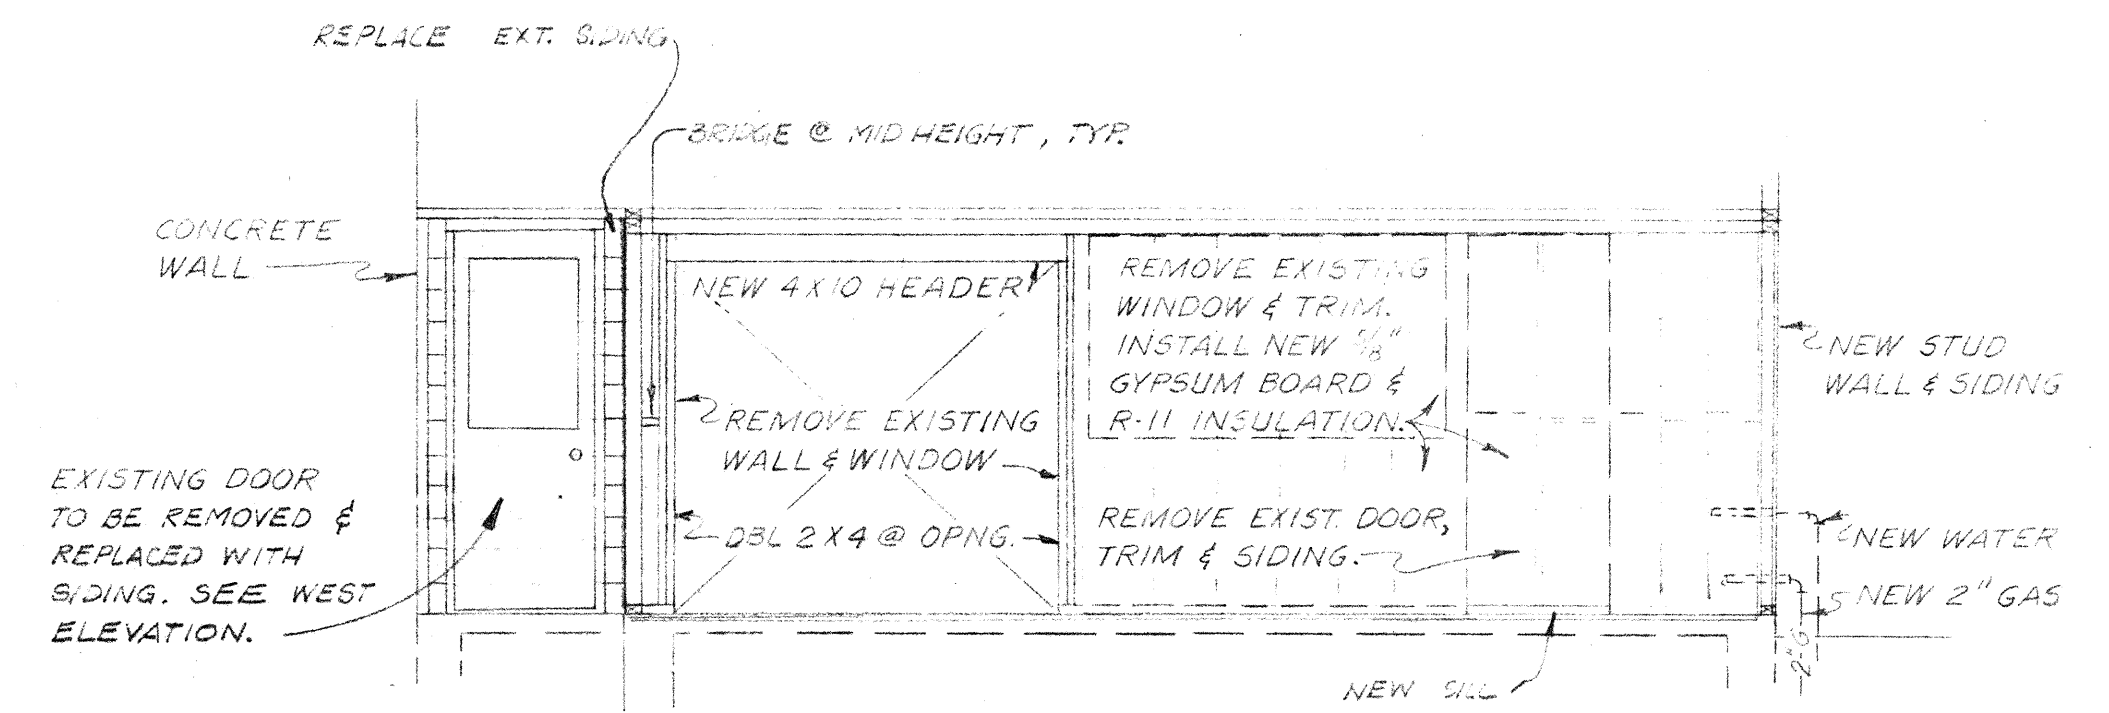 REPLACE EXT. SIDING
BRIDGE @ MID HEIGHT, TYP.
CONCRETE
WALL
NEW 4X10 HEADER
REMOVE EXISTING
WINDOW & TRIM.
INSTALL NEW 5/8"
GYPSUM BOARD &
R-11 INSULATION.
NEW STUD
WALL & SIDING
REMOVE EXISTING
WALL & WINDOW
EXISTING DOOR
TO BE REMOVED &
REPLACED WITH
SIDING. SEE WEST
ELEVATION.
DBL 2X4 @ OPNG.
REMOVE EXIST. DOOR,
TRIM & SIDING.
NEW WATER
NEW 2" GAS
NEW SILL